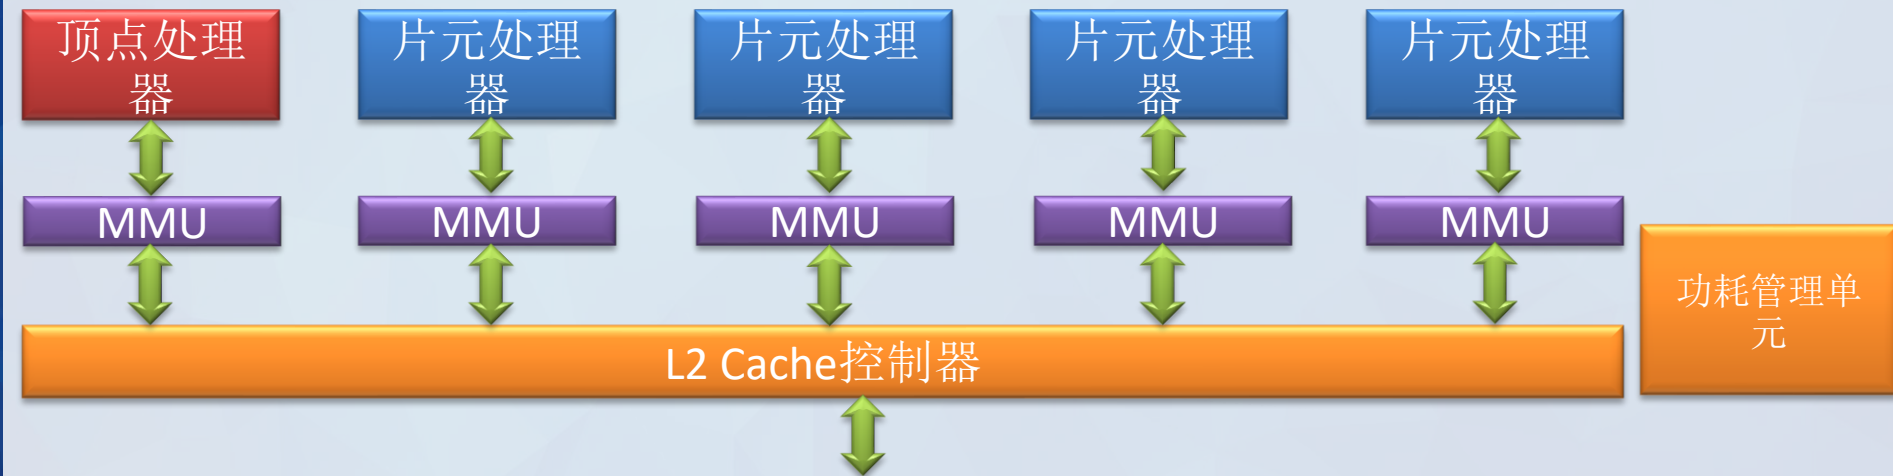 顶点处理
器
片元处理
器
片元处理
器
片元处理
器
片元处理
器
MMU
MMU
MMU
MMU
MMU
功耗管理单
元
L2 Cache控制器